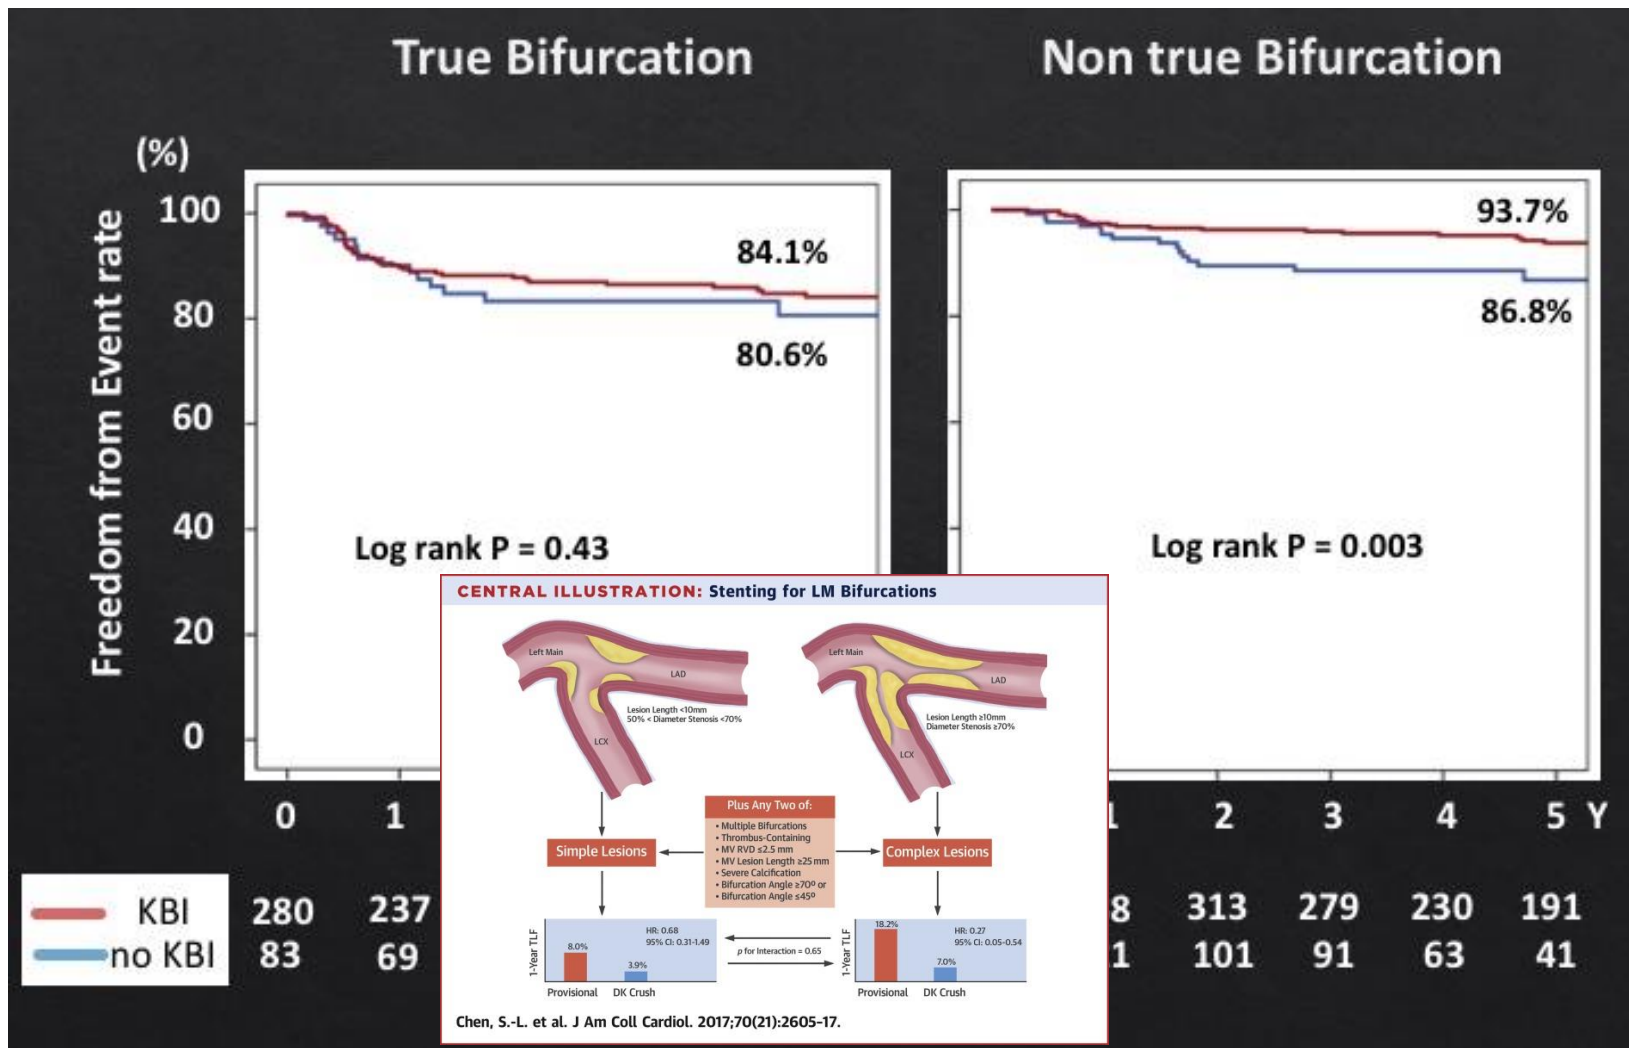 True Bifurcation
Non true Bifurcation
(%)
Freedom from Event rate
100
80
60
40
20
0
84.1%
80.6%
Log rank P = 0.43
93.7%
86.8%
Log rank P = 0.003
0 1
2 3 4 5 Y
KBI
280 237
313 279 230 191
no KBI
83 69
101 91 63 41
CENTRAL ILLUSTRATION: Stenting for LM Bifurcations
Left Main
LAD
Lesion Length <10mm
50% < Diameter Stenosis <70%
LCX
Left Main
LAD
Lesion Length ≥10mm
Diameter Stenosis ≥70%
LCX
Plus Any Two of:
• Multiple Bifurcations
• Thrombus-Containing
• MV RVD ≤2.5 mm
• MV Lesion Length ≥25 mm
• Severe Calcification
• Bifurcation Angle ≥70º or
• Bifurcation Angle ≤45º
Simple Lesions
Complex Lesions
1-Year TLF
8.0%
3.9%
HR: 0.68
95% CI: 0.31-1.49
Provisional DK Crush
p for Interaction = 0.65
1-Year TLF
18.2%
7.0%
HR: 0.27
95% CI: 0.05-0.54
Provisional DK Crush
Chen, S.-L. et al. J Am Coll Cardiol. 2017;70(21):2605-17.